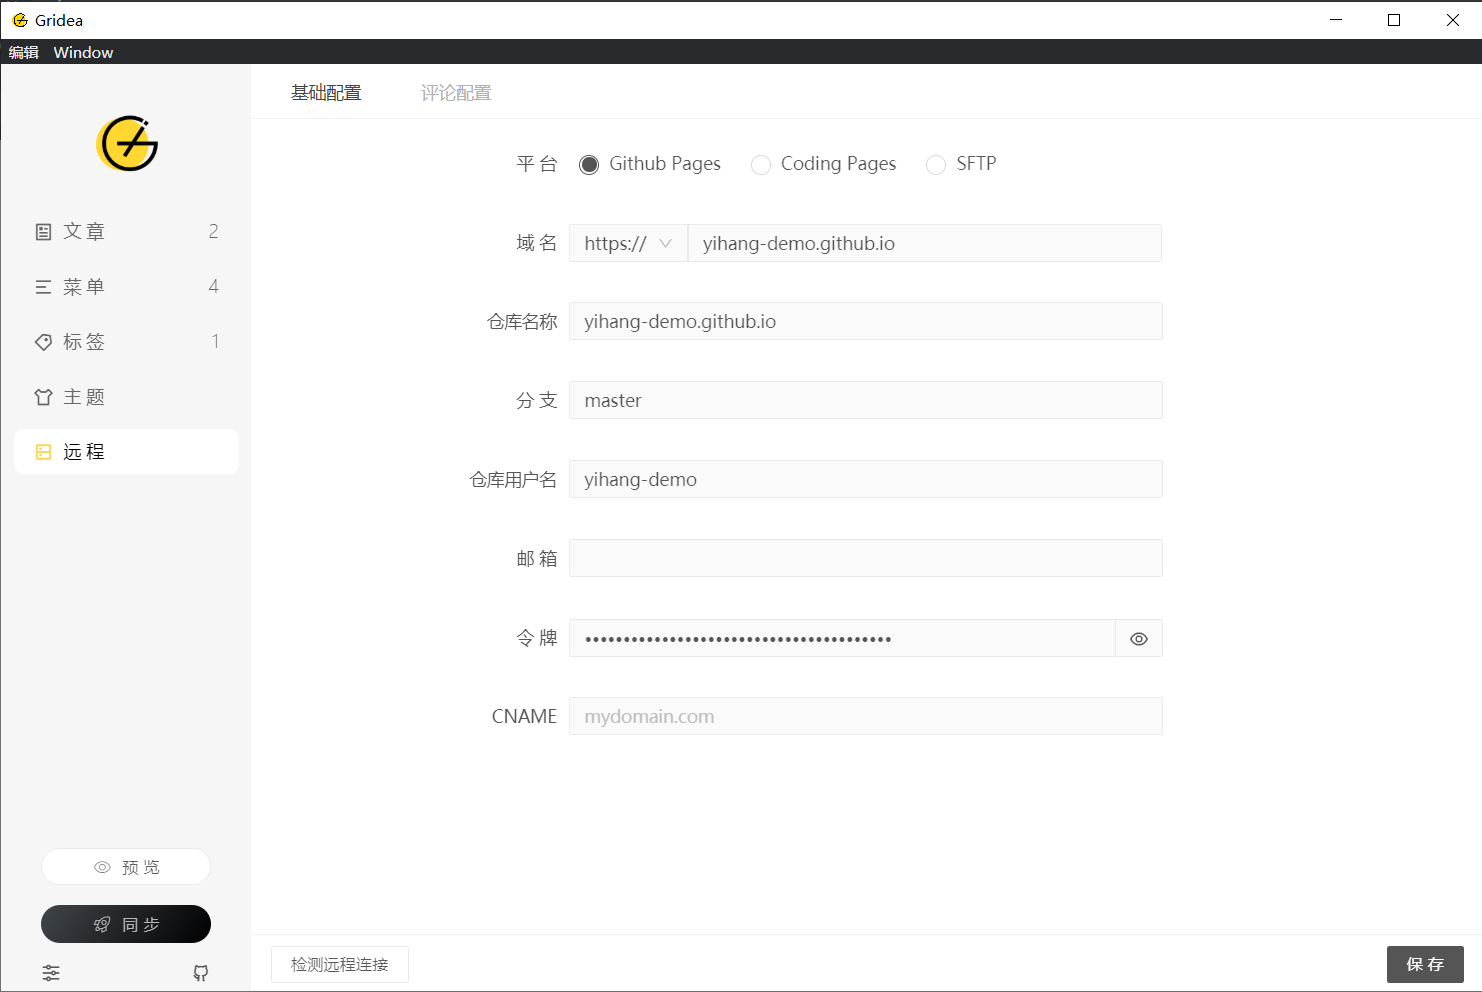 Gridea
编辑 Window
基础配置 评论配置
平台 Github Pages Coding Pages SFTP
文章 2
域名 https:// yihang-demo.github.io
菜单 4
仓库名称 yihang-demo.github.io
标签 1
主题
分支 master
远程
仓库用户名 yihang-demo
邮箱
令牌 ••••••••••••••••••••••••••••••••••••••••
CNAME mydomain.com
预览
同步
检测远程连接 保存